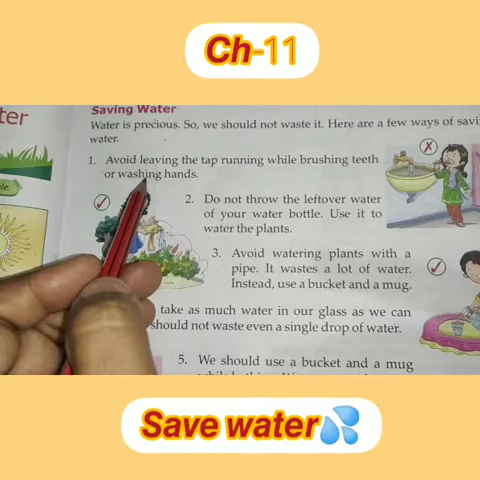 Ch-11
ter
Saving Water
Water is precious. So, we should not waste it. Here are a few ways of savi
water.
1. Avoid leaving the tap running while brushing teeth
or washing hands.
2. Do not throw the leftover water
of your water bottle. Use it to
water the plants.
3. Avoid watering plants with a
pipe. It wastes a lot of water.
Instead, use a bucket and a mug.
take as much water in our glass as we can
should not waste even a single drop of water.
5. We should use a bucket and a mug
Save water💦